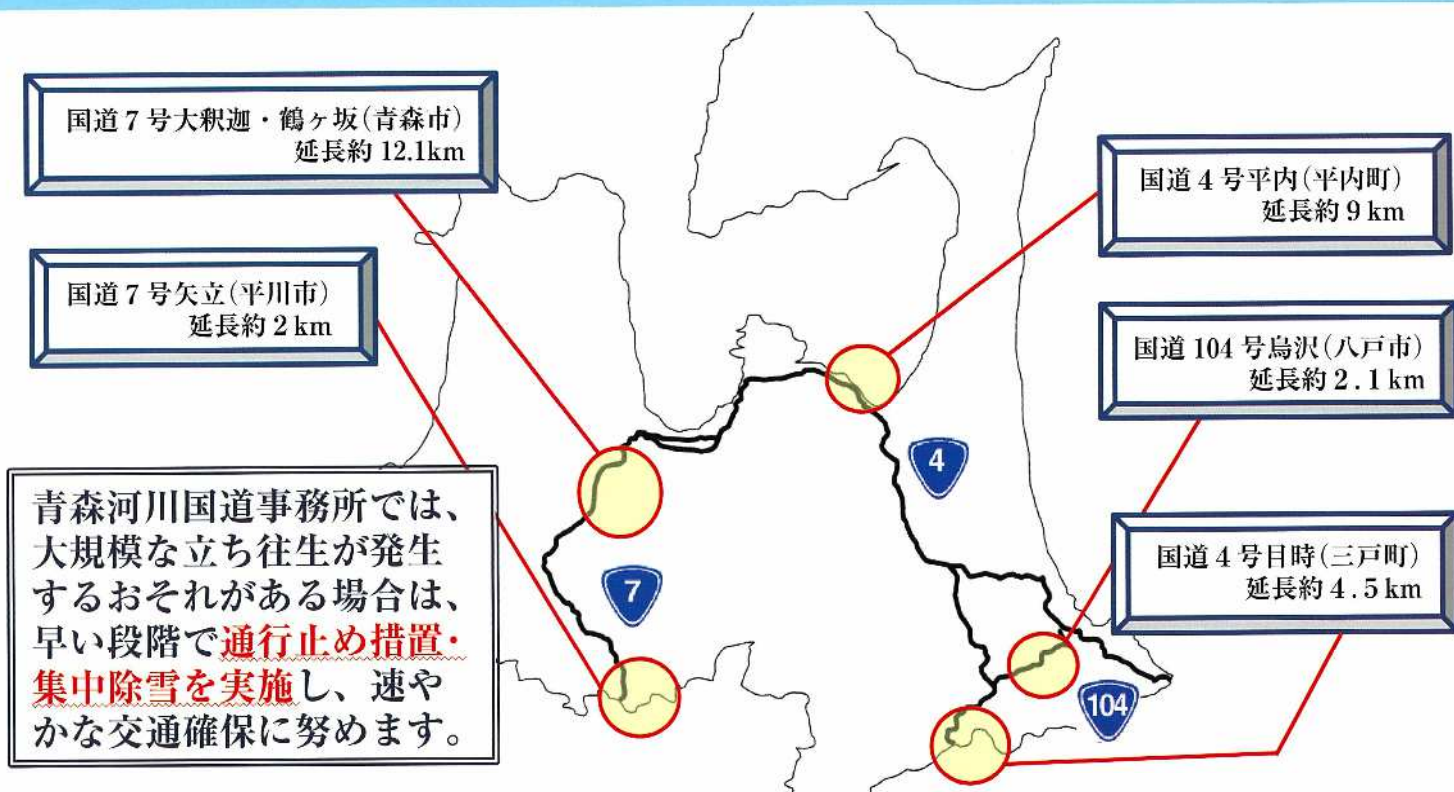 国道7号大釈迦・鶴ヶ坂(青森市)
延長約 12.1km
国道7号矢立(平川市)
延長約2km
国道4号平内(平内町)
延長約9km
国道104号烏沢(八戸市)
延長約2.1km
国道4号目時(三戸町)
延長約4.5km
4
7
104
青森河川国道事務所では、
大規模な立ち往生が発生
するおそれがある場合は、
早い段階で通行止め措置・
集中除雪を実施し、速や
かな交通確保に努めます。